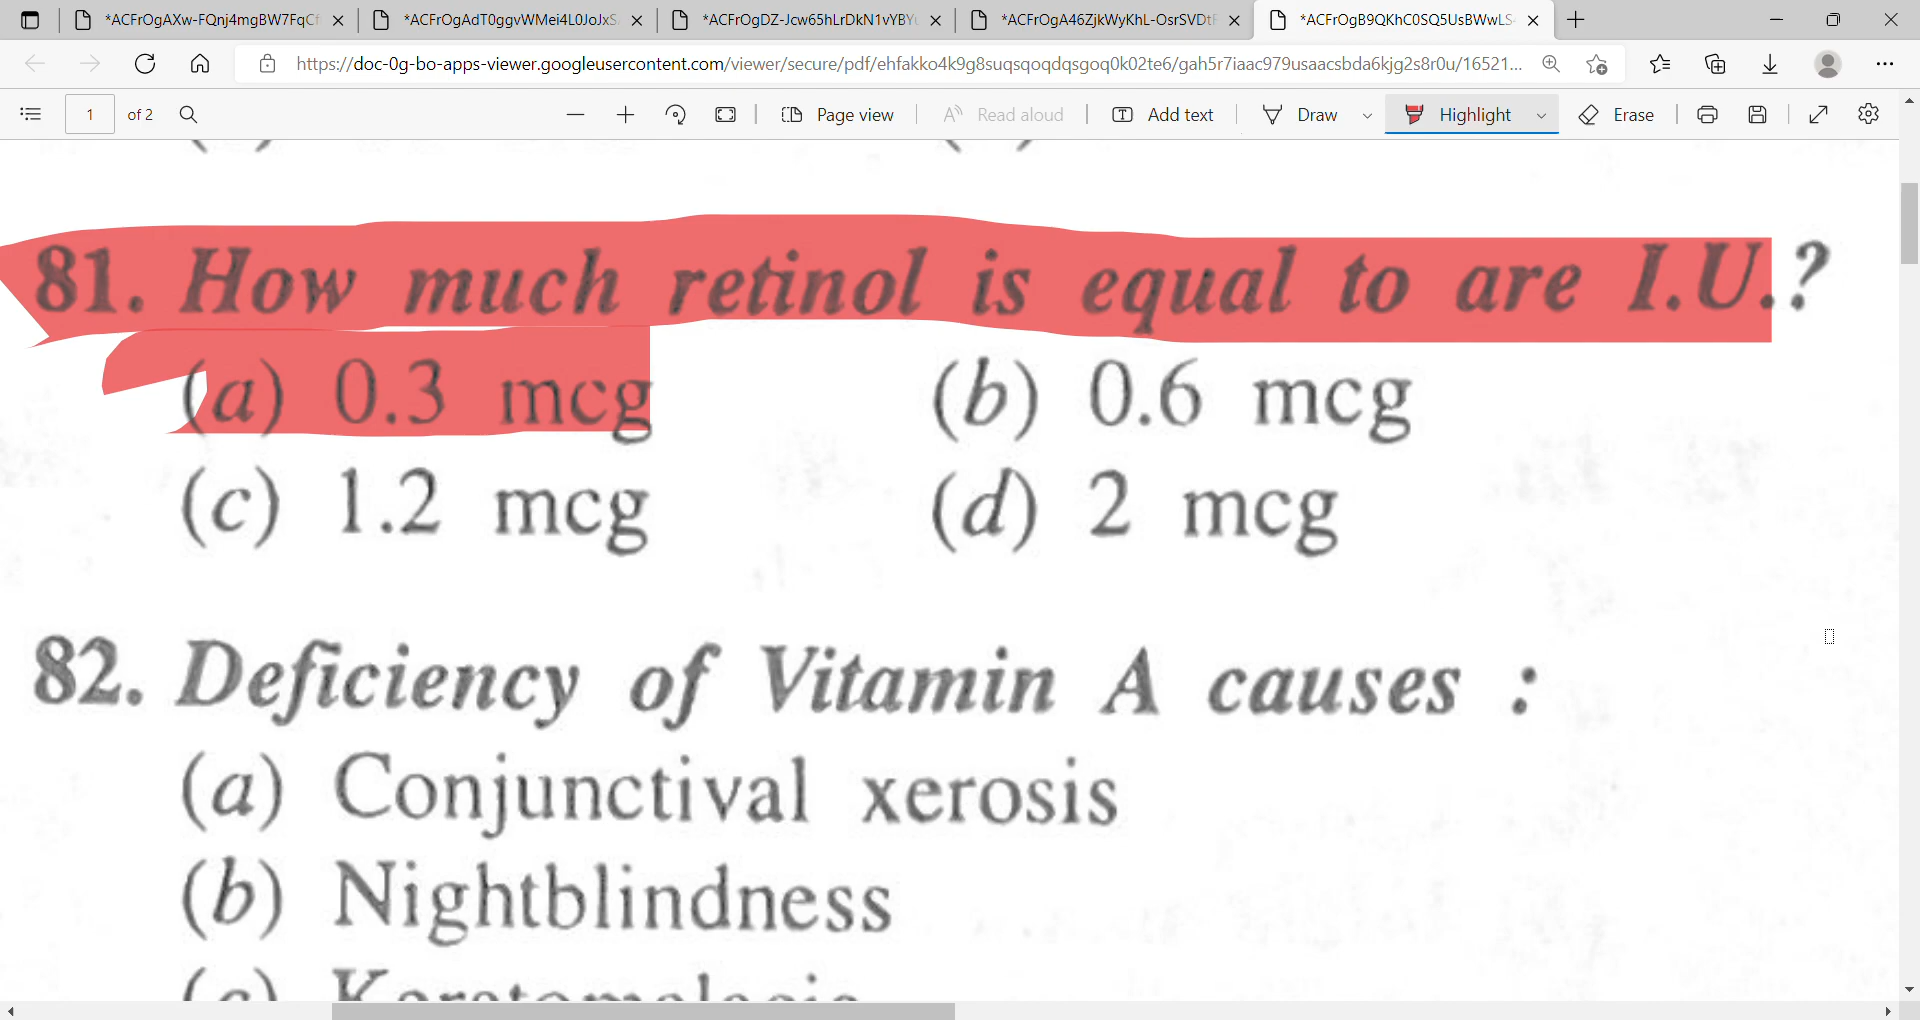 *ACFrOgAXw-FQnj4mgBW7FqCf
*ACFrOgAdT0ggvWMei4L0JoJxS
*ACFrOgDZ-Jcw65hLrDkN1vYBYu
*ACFrOgA46ZjkWyKhL-OsrSVDtF
*ACFrOgB9QKhC0SQ5UsBWwLS
https://doc-0g-bo-apps-viewer.googleusercontent.com/viewer/secure/pdf/ehfakko4k9g8suqsqoqdqsgoq0k02te6/gah5r7iaac979usaacsbda6kjg2s8r0u/16521...
1 of 2 Page view Read aloud Add text Draw Highlight Erase
81. How much retinol is equal to are I.U.?
(a) 0.3 mcg (b) 0.6 mcg
(c) 1.2 mcg (d) 2 mcg
82. Deficiency of Vitamin A causes :
(a) Conjunctival xerosis
(b) Nightblindness